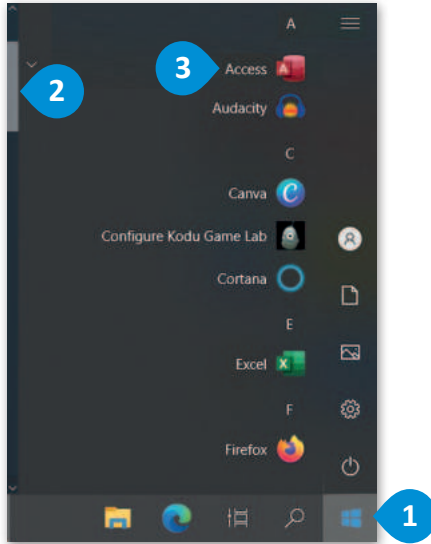 A
3
Access
2
Audacity
C
Canva
Configure Kodu Game Lab
Cortana
E
Excel
F
Firefox
1